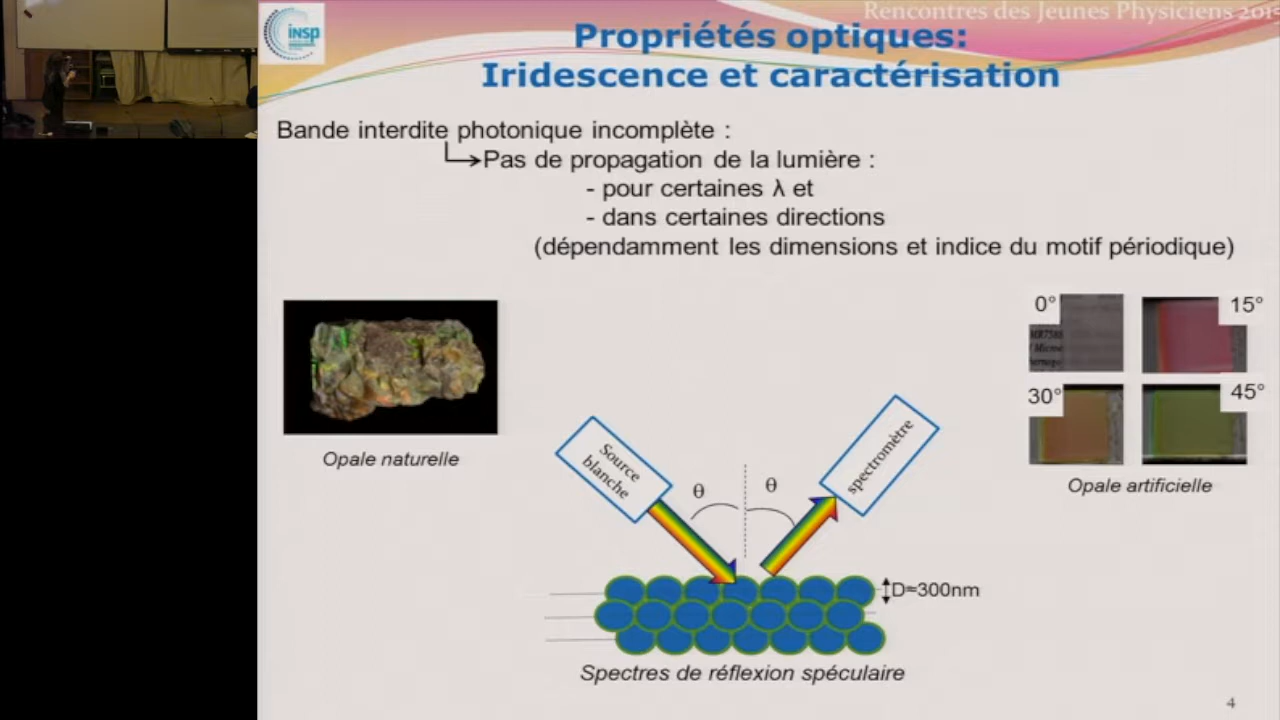 Rencontres des Jeunes Physiciens 201
insp
Propriétés optiques:
Iridescence et caractérisation
Bande interdite photonique incomplète :
Pas de propagation de la lumière :
- pour certaines λ et
- dans certaines directions
(dépendamment les dimensions et indice du motif périodique)
0°
15°
30°
45°
Opale naturelle
Opale artificielle
Source
blanche
θ
θ
spectromètre
D≈300nm
Spectres de réflexion spéculaire
4